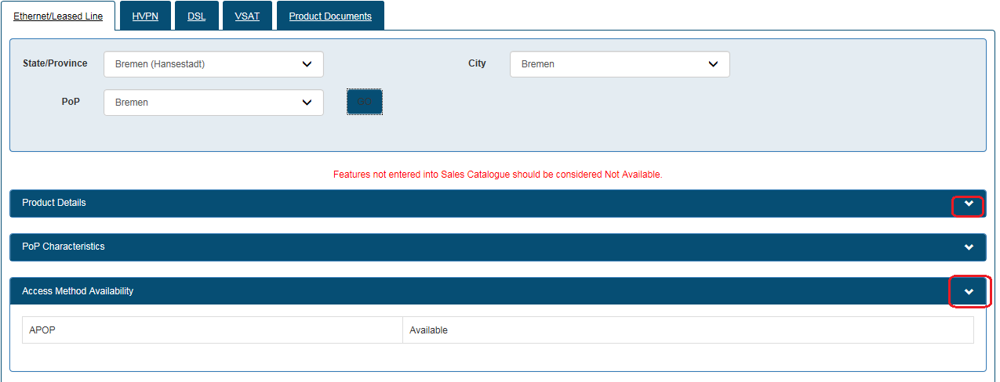 Ethernet/Leased Line HVPN DSL VSAT Product Documents
State/Province Bremen (Hansestadt) City Bremen
PoP Bremen GO
Features not entered into Sales Catalogue should be considered Not Available.
Product Details
PoP Characteristics
Access Method Availability
APOP Available